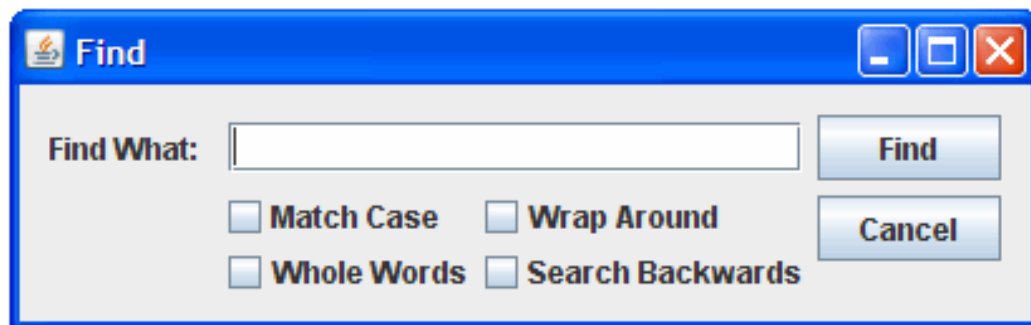 Find
Find What: Find
Match Case Wrap Around Cancel
Whole Words Search Backwards